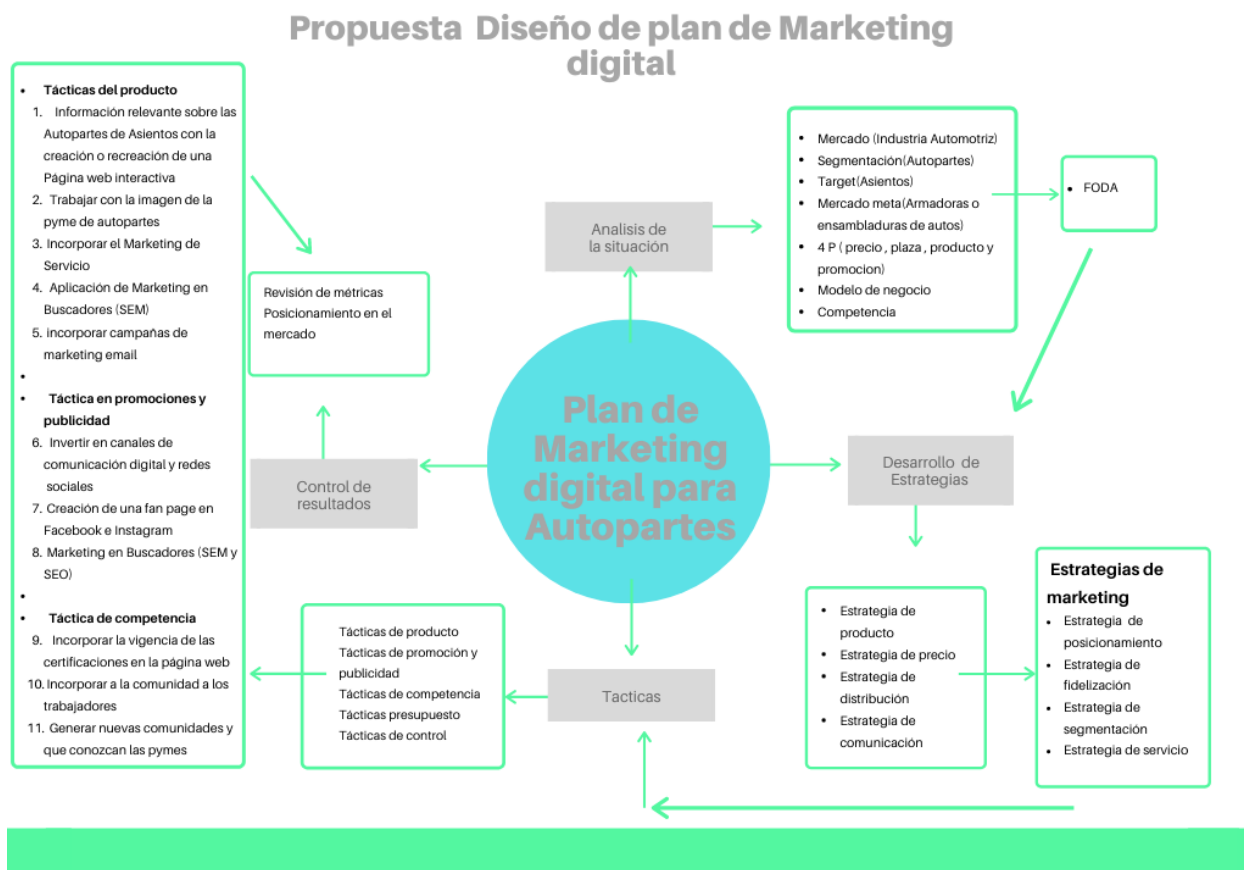 Propuesta Diseño de plan de Marketing
digital
• Tácticas del producto
1. Información relevante sobre las
Autopartes de Asientos con la
creación o recreación de una
Página web interactiva
2. Trabajar con la imagen de la
pyme de autopartes
3. Incorporar el Marketing de
Servicio
4. Aplicación de Marketing en
Buscadores (SEM)
5. incorporar campañas de
marketing email
•
• Táctica en promociones y
publicidad
6. Invertir en canales de
comunicación digital y redes
sociales
7. Creación de una fan page en
Facebook e Instagram
8. Marketing en Buscadores (SEM y
SEO)
•
• Táctica de competencia
9. Incorporar la vigencia de las
certificaciones en la página web
10. Incorporar a la comunidad a los
trabajadores
11. Generar nuevas comunidades y
que conozcan las pymes
Revisión de métricas
Posicionamiento en el
mercado
Control de
resultados
Analisis de
la situación
• Mercado (Industria Automotriz)
• Segmentación(Autopartes)
• Target(Asientos)
• Mercado meta(Armadoras o
ensambladuras de autos)
• 4 P ( precio , plaza , producto y
promocion)
• Modelo de negocio
• Competencia
• FODA
Plan de
Marketing
digital para
Autopartes
Desarrollo de
Estrategias
• Estrategia de
producto
• Estrategia de precio
• Estrategia de
distribución
• Estrategia de
comunicación
Estrategias de
marketing
• Estrategia de
posicionamiento
• Estrategia de
fidelización
• Estrategia de
segmentación
• Estrategia de servicio
Tacticas
Tácticas de producto
Tácticas de promoción y
publicidad
Tácticas de competencia
Tácticas presupuesto
Tácticas de control